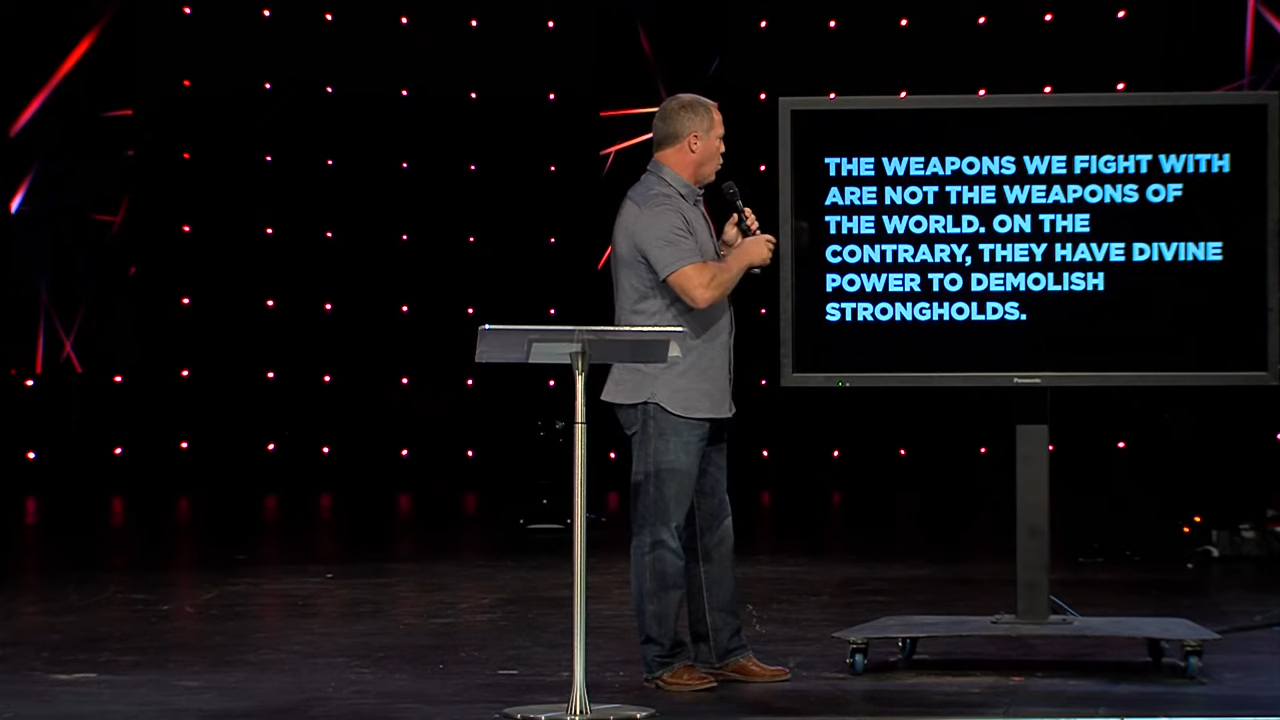 THE WEAPONS WE FIGHT WITH
ARE NOT THE WEAPONS OF
THE WORLD. ON THE
CONTRARY, THEY HAVE DIVINE
POWER TO DEMOLISH
STRONGHOLDS.
Panasonic